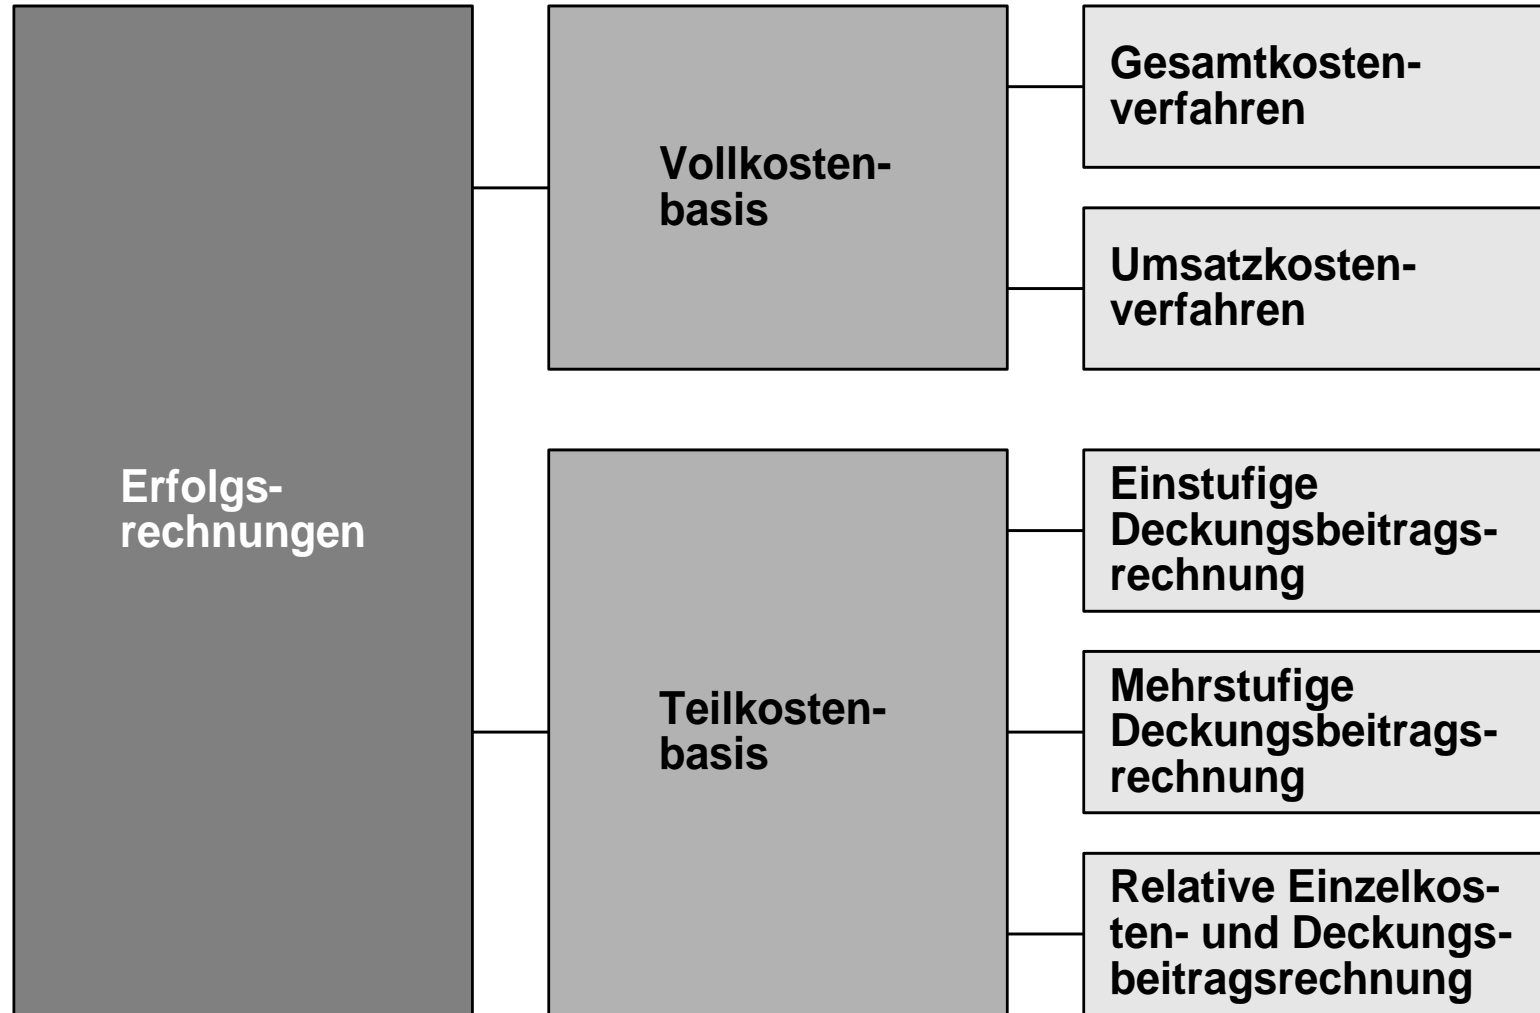 Erfolgs-
rechnungen
Vollkosten-
basis
Gesamtkosten-
verfahren
Umsatzkosten-
verfahren
Teilkosten-
basis
Einstufige
Deckungsbeitrags-
rechnung
Mehrstufige
Deckungsbeitrags-
rechnung
Relative Einzelkos-
ten- und Deckungs-
beitragsrechnung